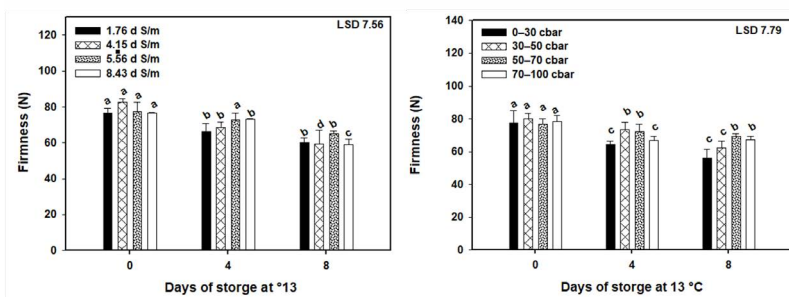 LSD 7.56
1.76 d S/m
4.15 d S/m
5.56 d S/m
8.43 d S/m
Firmness (N)
120
100
80
60
40
20
0
a a a a
b b a b
b d b c
0 4 8
Days of storge at °13
LSD 7.79
0–30 cbar
30–50 cbar
50–70 cbar
70–100 cbar
Firmness (N)
140
120
100
80
60
40
20
0
a a a a
c b b c
c c b b
0 4 8
Days of storge at 13 °C